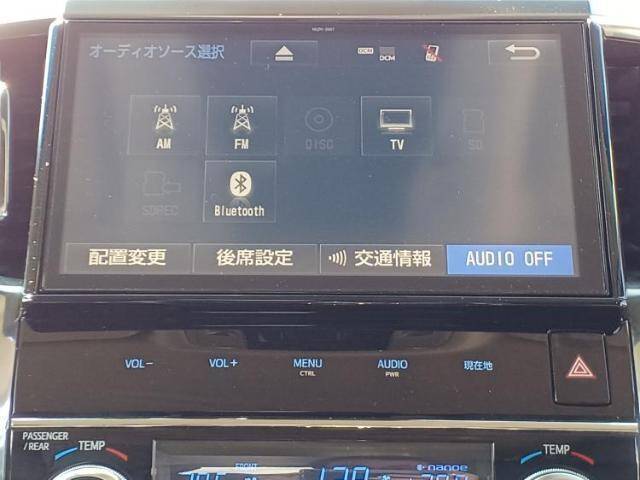 オーディオソース選択 DCM DCM
AM FM DISC TV SD
SDREC Bluetooth
配置変更 後席設定 交通情報 AUDIO OFF
VOL− VOL+ MENU AUDIO 現在地
CTRL PWR
PASSENGER
/REAR TEMP TEMP
FRONT nanoe